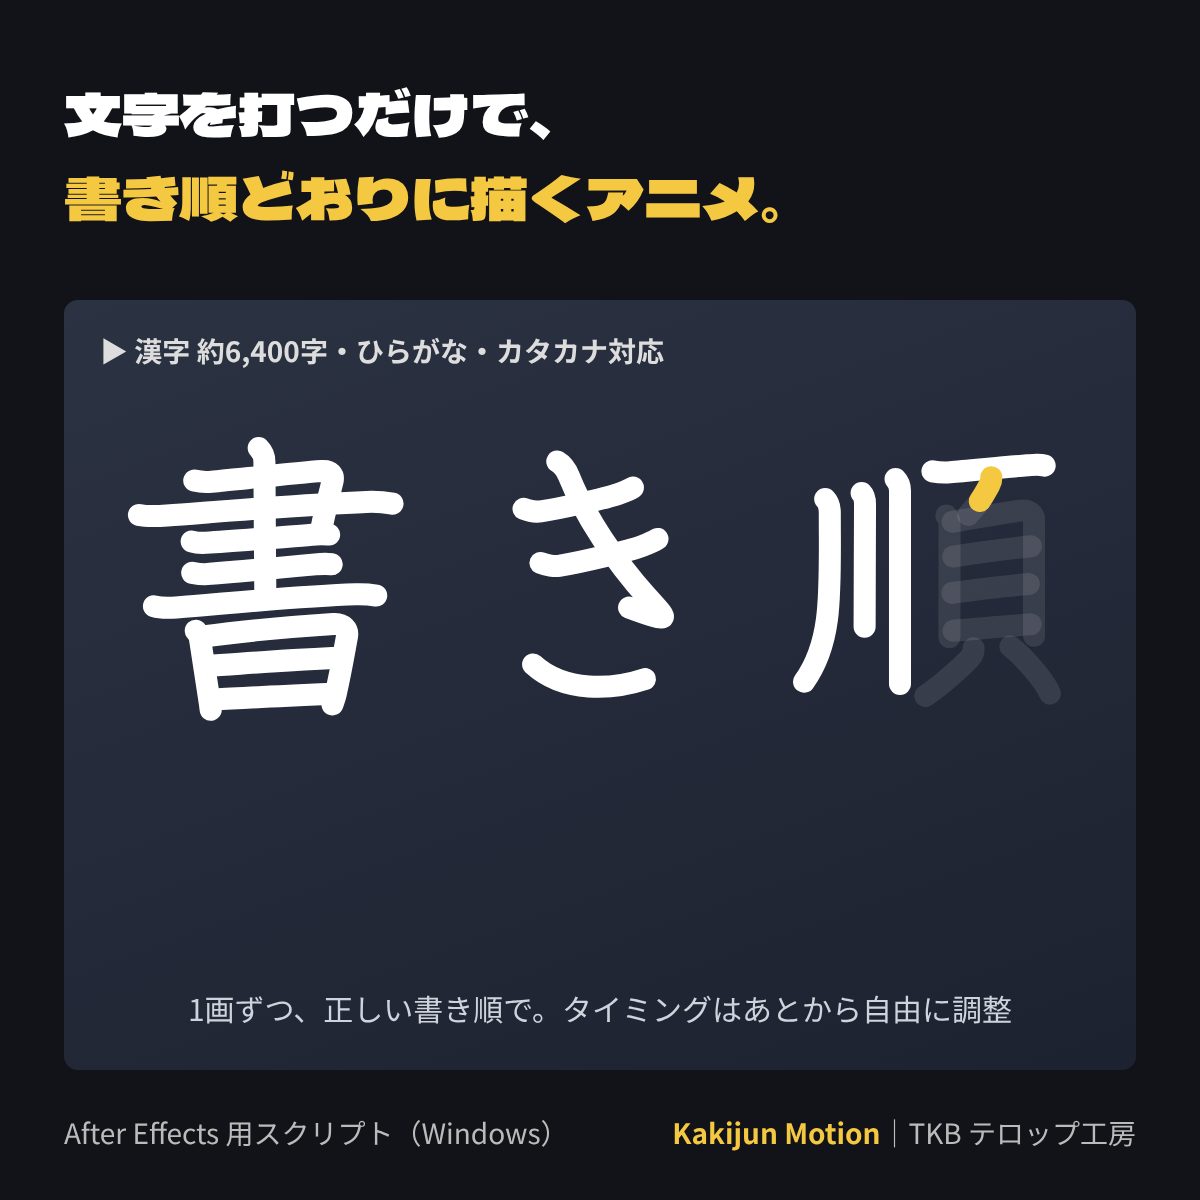 文字を打つだけで、
書き順どおりに描くアニメ。
▶ 漢字 約6,400字・ひらがな・カタカナ対応
書き順
1画ずつ、正しい書き順で。タイミングはあとから自由に調整
After Effects 用スクリプト（Windows）
Kakijun Motion｜TKB テロップ工房